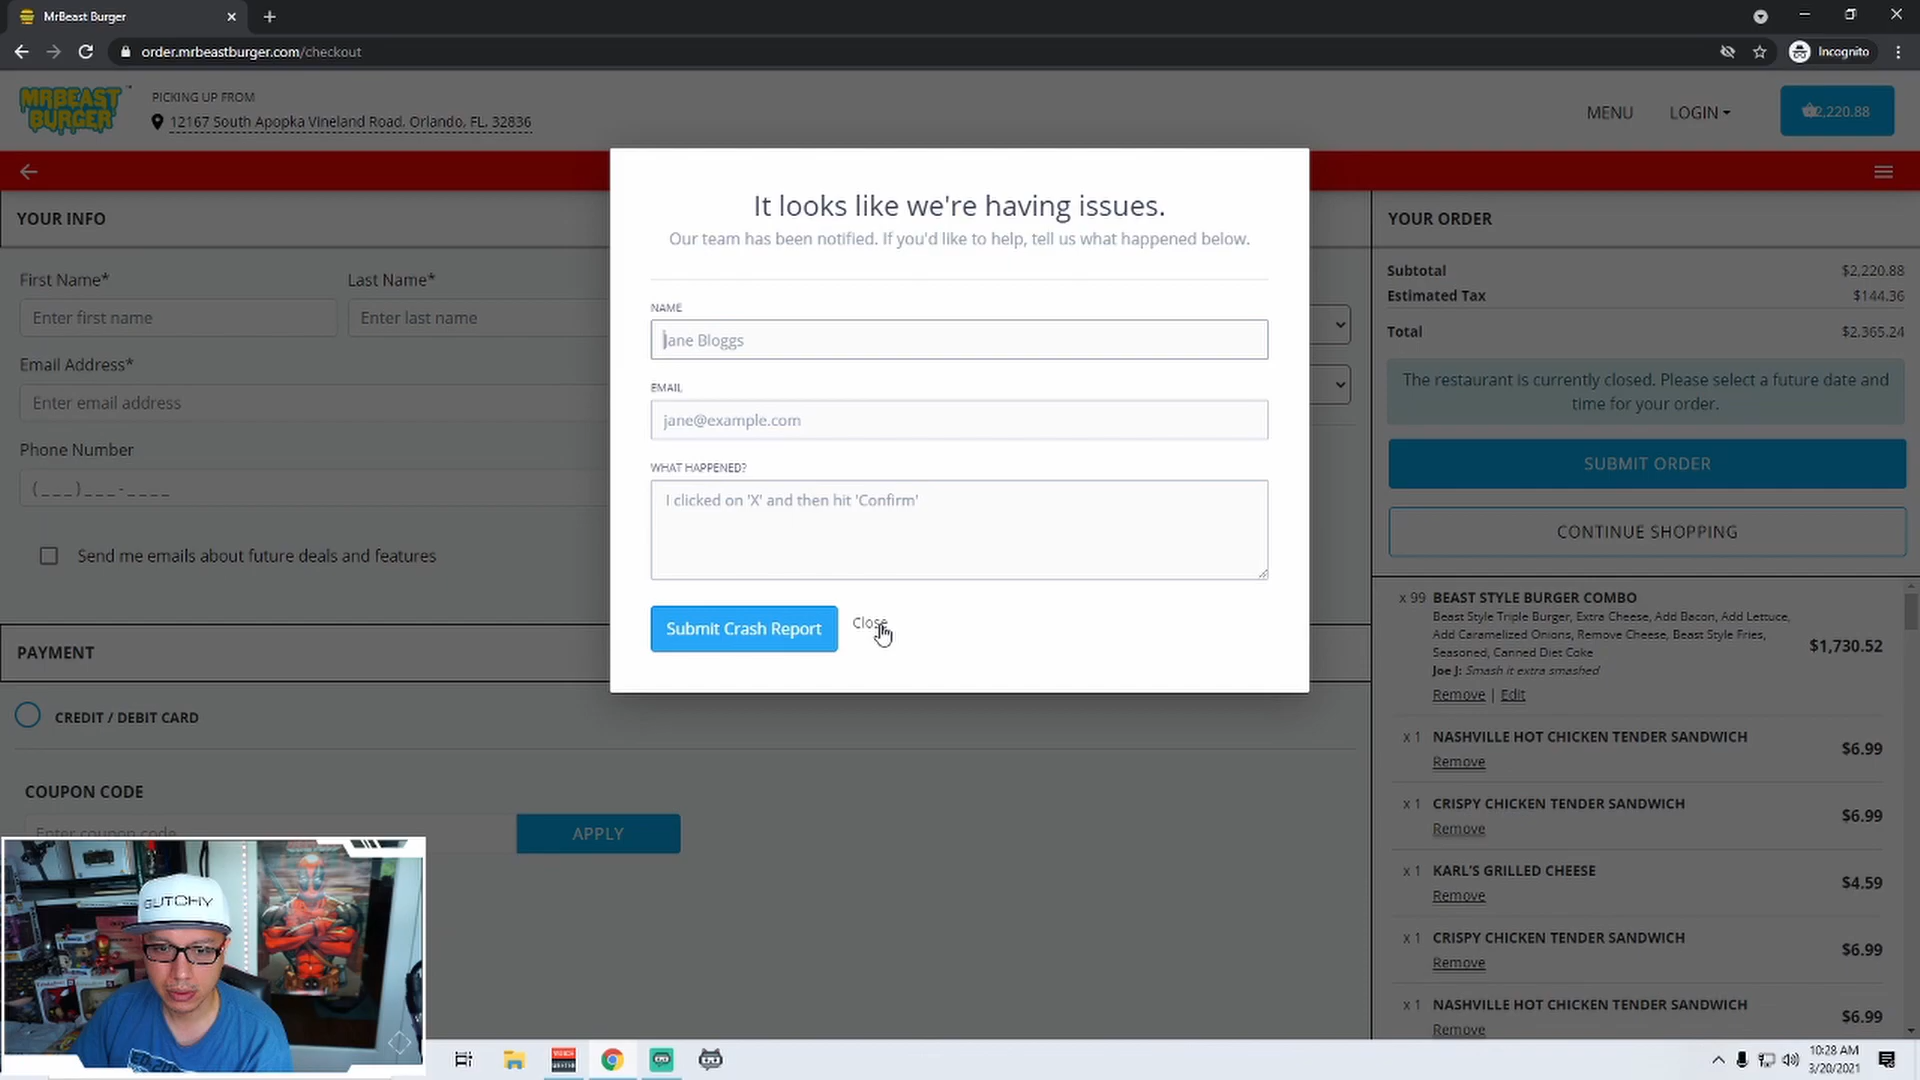 MrBeast Burger
order.mrbeastburger.com/checkout
Incognito
MRBEAST BURGER
PICKING UP FROM
12167 South Apopka Vineland Road, Orlando, FL, 32836
MENU
LOGIN
2,220.88
YOUR INFO
First Name*
Last Name*
Enter first name
Enter last name
Email Address*
Enter email address
Phone Number
(___)___-____
Send me emails about future deals and features
PAYMENT
CREDIT / DEBIT CARD
COUPON CODE
Enter coupon code
APPLY
It looks like we're having issues.
Our team has been notified. If you'd like to help, tell us what happened below.
NAME
Jane Bloggs
EMAIL
jane@example.com
WHAT HAPPENED?
I clicked on 'X' and then hit 'Confirm'
Submit Crash Report
Close
YOUR ORDER
Subtotal $2,220.88
Estimated Tax $144.36
Total $2,365.24
The restaurant is currently closed. Please select a future date and
time for your order.
SUBMIT ORDER
CONTINUE SHOPPING
x 99 BEAST STYLE BURGER COMBO
Beast Style Triple Burger, Extra Cheese, Add Bacon, Add Lettuce,
Add Caramelized Onions, Remove Cheese, Beast Style Fries,
Seasoned, Canned Diet Coke
$1,730.52
Joe J: Smash it extra smashed
Remove | Edit
x 1 NASHVILLE HOT CHICKEN TENDER SANDWICH
$6.99
Remove
x 1 CRISPY CHICKEN TENDER SANDWICH
$6.99
Remove
x 1 KARL'S GRILLED CHEESE
$4.59
Remove
x 1 CRISPY CHICKEN TENDER SANDWICH
$6.99
Remove
x 1 NASHVILLE HOT CHICKEN TENDER SANDWICH
$6.99
Remove
GUTCHY
10:28 AM
3/20/2021